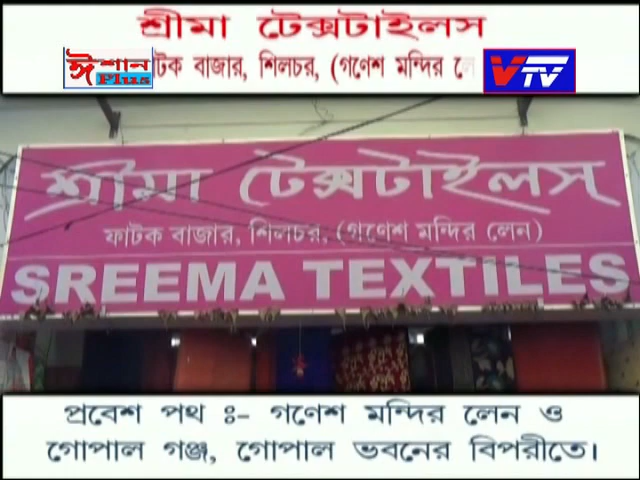 শ্রীমা টেক্সটাইলস
ঈশান
Plus
ফাটক বাজার, শিলচর, (গণেশ মন্দির লেন
VTV
শ্রীমা টেক্সটাইলস্
ফাটক বাজার, শিলচর, (গণেশ মন্দির লেন)
SREEMA TEXTILES
প্রবেশ পথ ঃ- গণেশ মন্দির লেন ও
গোপাল গঞ্জ, গোপাল ভবনের বিপরীতে।